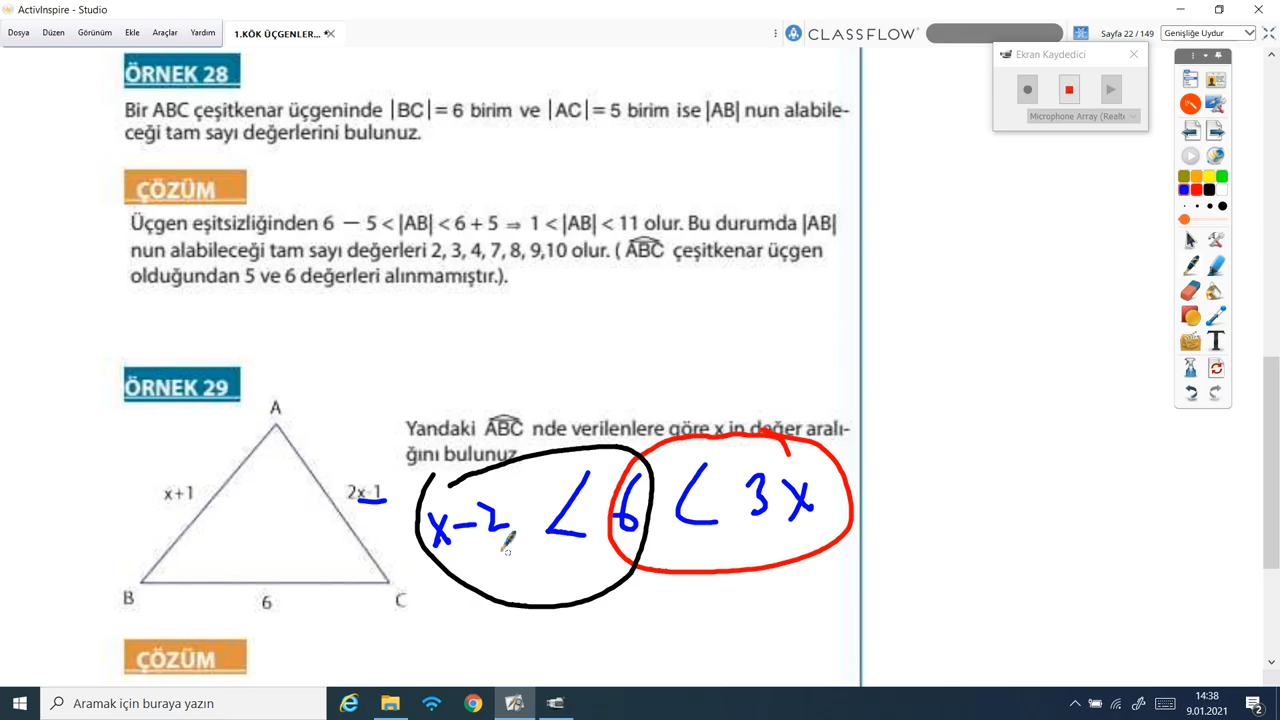 ActivInspire - Studio
Dosya Düzen Görünüm Ekle Araçlar Yardım
1.KÖK ÜÇGENLER...
CLASSFLOW
Sayfa 22 / 149
Genişliğe Uydur
Ekran Kaydedici
Microphone Array (Realt
ÖRNEK 28
Bir ABC çeşitkenar üçgeninde |BC| = 6 birim ve |AC| = 5 birim ise |AB| nun alabile-
ceği tam sayı değerlerini bulunuz.
ÇÖZÜM
Üçgen eşitsizliğinden 6 − 5 < |AB| < 6 + 5 ⇒ 1 < |AB| < 11 olur. Bu durumda |AB|
nun alabileceği tam sayı değerleri 2, 3, 4, 7, 8, 9,10 olur. ( ABC çeşitkenar üçgen
olduğundan 5 ve 6 değerleri alınmamıştır.).
ÖRNEK 29
A
Yandaki ABC nde verilenlere göre x in değer aralı-
ğını bulunuz
x+1
2x-1
x-2 < 6 < 3x
B
6
C
ÇÖZÜM
Aramak için buraya yazın
14:38
9.01.2021
2